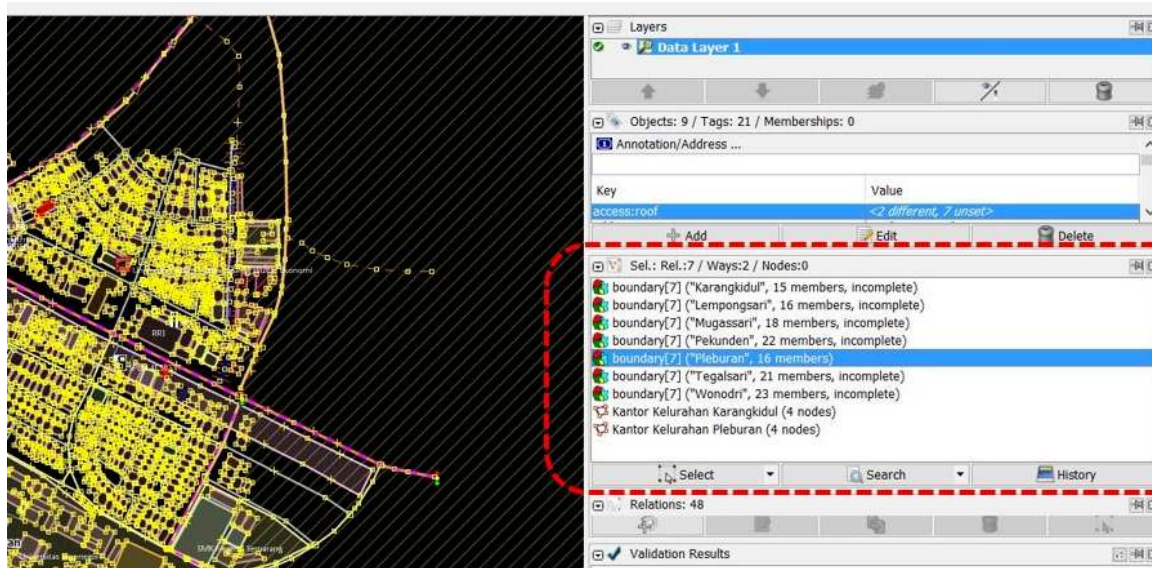 Layers
Data Layer 1
Objects: 9 / Tags: 21 / Memberships: 0
Annotation/Address ...
Key Value
access:roof <2 different, 7 unset>
Add Edit Delete
Sel.: Rel.:7 / Ways:2 / Nodes:0
boundary[7] ("Karangkidul", 15 members, incomplete)
boundary[7] ("Lempongsari", 16 members, incomplete)
boundary[7] ("Mugassari", 18 members, incomplete)
boundary[7] ("Pekunden", 22 members, incomplete)
boundary[7] ("Pleburan", 16 members)
boundary[7] ("Tegalsari", 21 members, incomplete)
boundary[7] ("Wonodri", 23 members, incomplete)
Kantor Kelurahan Karangkidul (4 nodes)
Kantor Kelurahan Pleburan (4 nodes)
Select Search History
Relations: 48
Validation Results
RRI